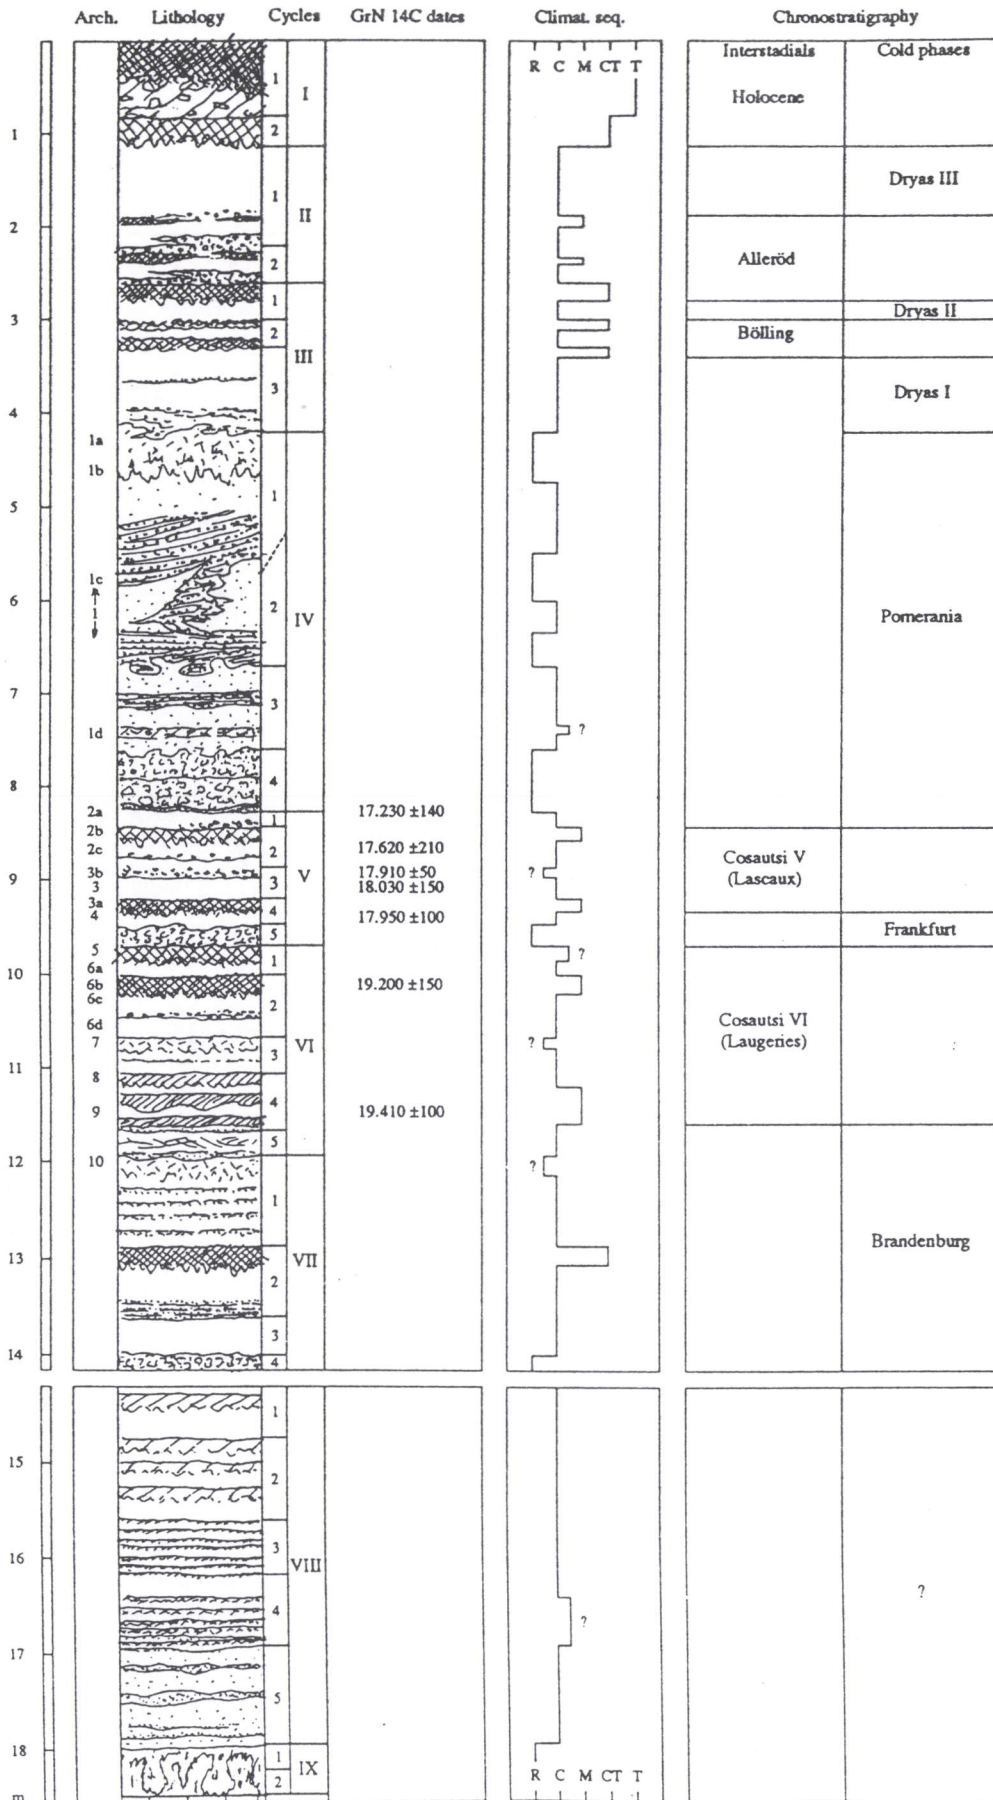 Arch. Lithology Cycles GrN 14C dates Climat. seq. Chronostratigraphy
Interstadials Cold phases
R C M CT T
1 I
Holocene
2
1
Dryas III
1
II
2
2
Alleröd
1
Dryas II
3
2
Bölling
III
3
Dryas I
4
1a
1b
1
5
1c
6
1
2 IV
Pomerania
7
3
1d
?
4
8
2a 1 17.230 ±140
2b
2c 2 17.620 ±210
Cosautsi V
(Lascaux)
3b 17.910 ±50 ?
9
3 3 V 18.030 ±150
3a
4 4 17.950 ±100
5 Frankfurt
5 1 ?
6a
10
6b 19.200 ±150
6c 2
6d
Cosautsi VI
(Laugeries)
7 3 VI ?
11
8
4
9 19.410 ±100
5
12
10 ?
1
Brandenburg
13
VII
2
3
14
4
1
15
2
16
3 VIII
?
4 ?
17
5
18
1
IX
2
R C M CT T
m